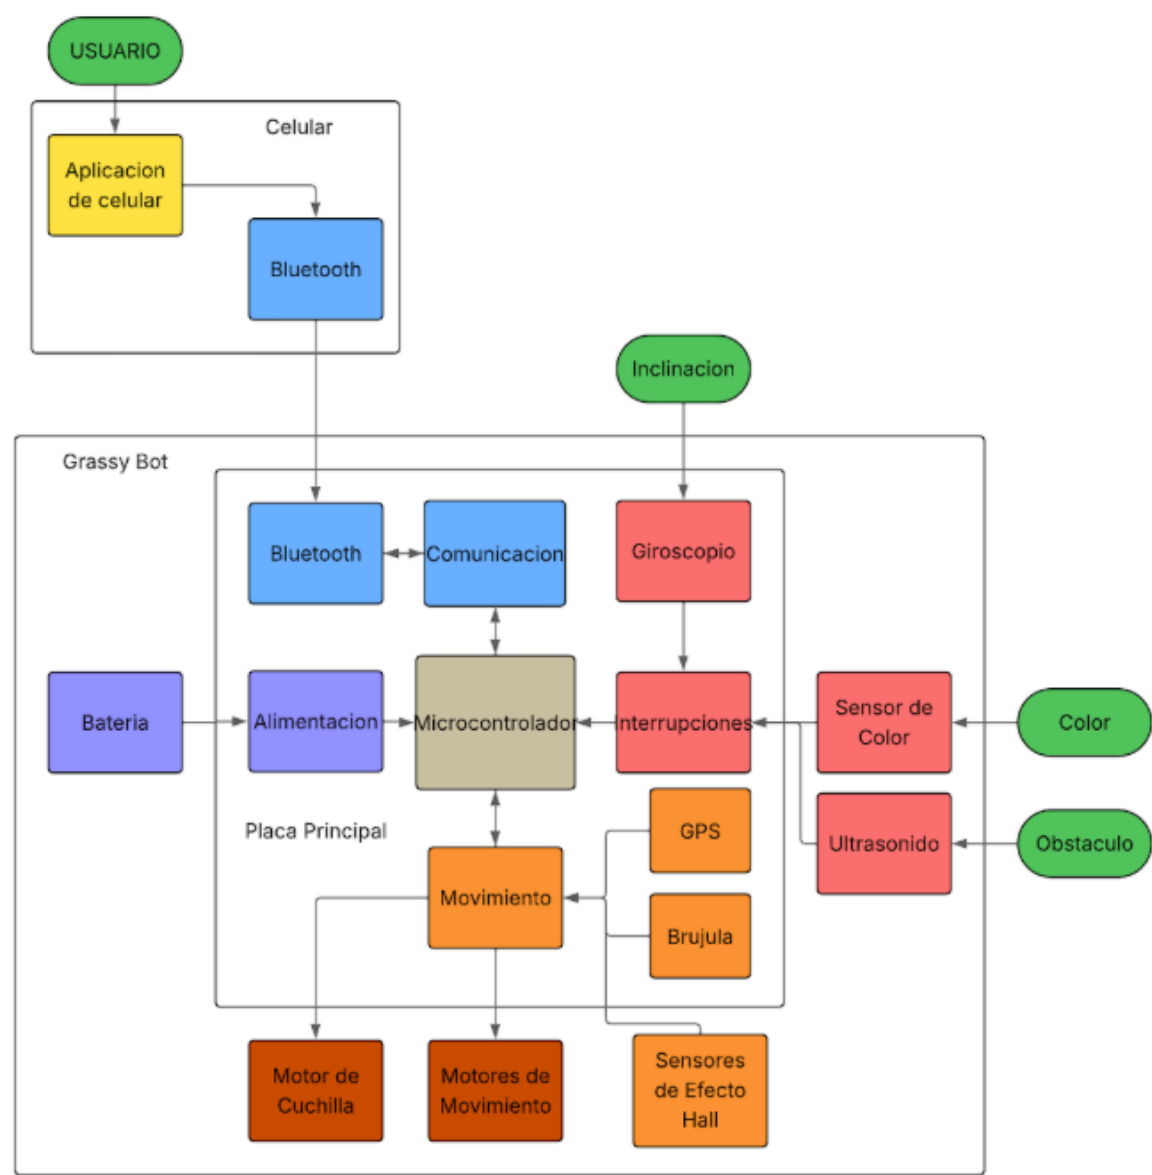 USUARIO
Celular
Aplicacion
de celular
Bluetooth
Inclinacion
Grassy Bot
Bluetooth
Comunicacion
Giroscopio
Bateria
Alimentacion
Microcontrolador
Interrupciones
Sensor de
Color
Color
Placa Principal
GPS
Ultrasonido
Obstaculo
Movimiento
Brujula
Motor de
Cuchilla
Motores de
Movimiento
Sensores
de Efecto
Hall